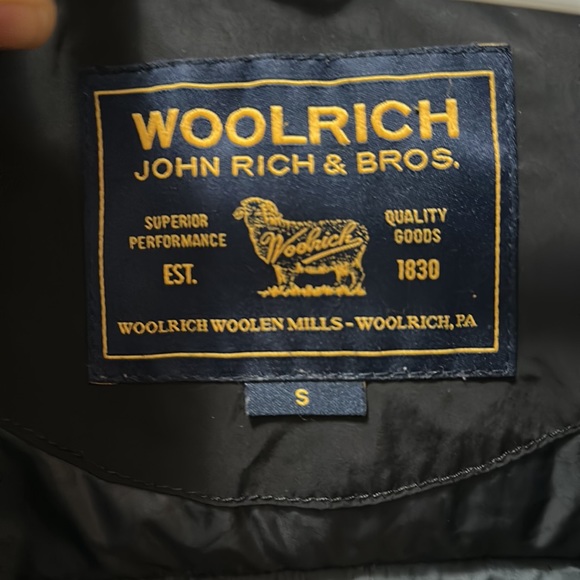 WOOLRICH
JOHN RICH & BROS.
SUPERIOR
PERFORMANCE
EST.
Woolrich
QUALITY
GOODS
1830
WOOLRICH WOOLEN MILLS - WOOLRICH, PA
S